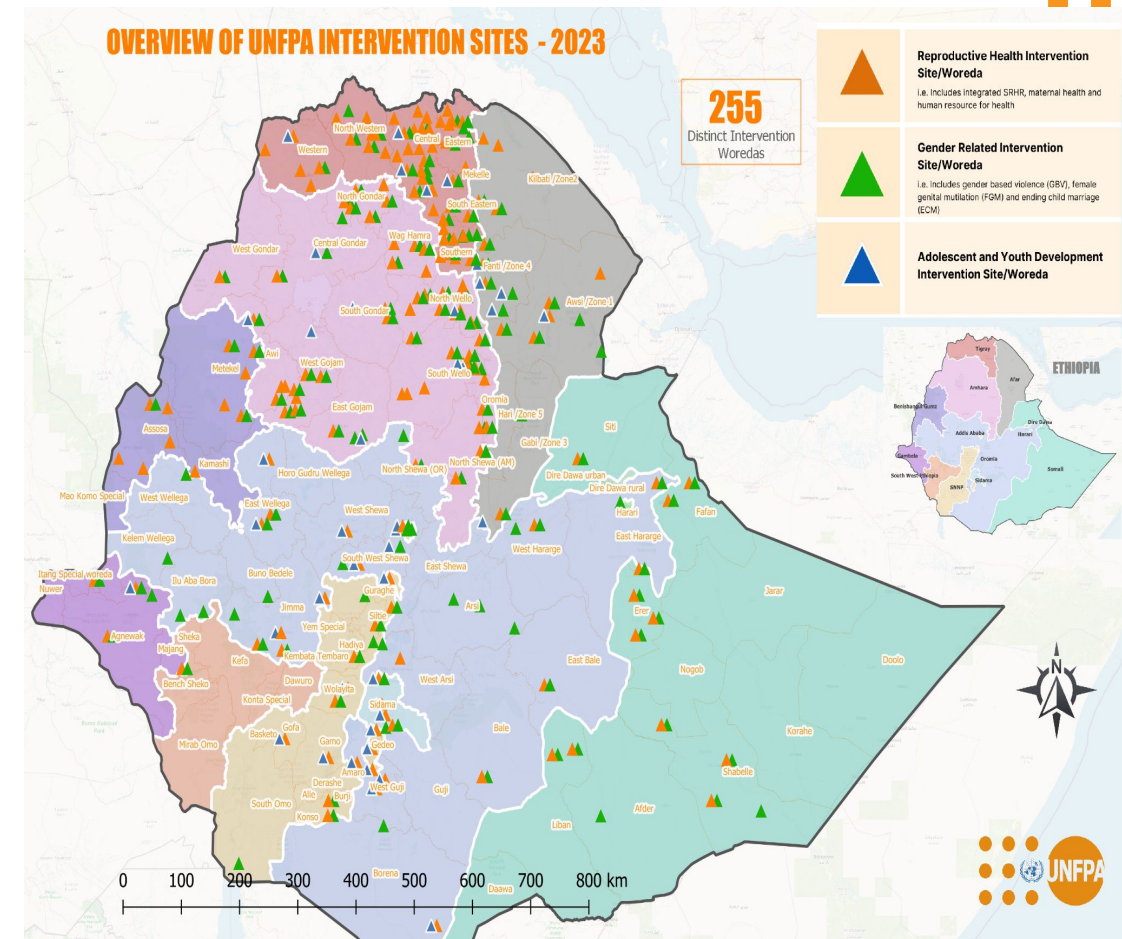 OVERVIEW OF UNFPA INTERVENTION SITES - 2023
255
Distinct Intervention
Woredas
Reproductive Health Intervention
Site/Woreda
i.e. Includes integrated SRHR, maternal health and
human resource for health
Gender Related Intervention
Site/Woreda
i.e. Includes gender based violence (GBV), female
genital mutilation (FGM) and ending child marriage
(ECM)
Adolescent and Youth Development
Intervention Site/Woreda
North Western
Central
Eastern
Western
Mekelle
Kilbati /Zone2
North Gondar
South Eastern
Wag Hamra
Central Gondar
West Gondar
Southern
Fanti /Zone 4
North Wello
Awsi /Zone 1
South Gondar
Awi
West Gojam
Metekel
South Wello
Oromia
East Gojam
Hari /Zone 5
Assosa
Siti
Gabi /Zone 3
Kamashi
North Shewa (OR)
North Shewa (AM)
Horo Gudru Wellega
Dire Dawa urban
Dire Dawa rural
Mao Komo Special
West Wellega
East Wellega
West Shewa
Harari
Fafan
Kelem Wellega
East Hararge
West Hararge
South West Shewa
East Shewa
Itang Special woreda
Nuwer
Ilu Aba Bora
Buno Bedele
Guraghe
Jimma
Arsi
Jarar
Siltie
Erer
Yem Special
Agnewak
Sheka
Majang
Hadiya
Kembata Tembaro
Kefa
East Bale
Doolo
Nogob
Bench Sheko
Dawuro
West Arsi
Wolayita
Konta Special
Sidama
Gofa
Basketo
Bale
Korahe
Mirab Omo
Gamo
Gedeo
Amaro
Shabelle
Derashe
West Guji
Guji
Alle
Burji
South Omo
Konso
Afder
Liban
Borena
Daawa
0 100 200 300 400 500 600 700 800 km
ETHIOPIA
Tigray
Afar
Amhara
Benishangul Gumz
Dire Dawa
Addis Ababa
Hareri
Gambela
Oromia
Somali
South West Ethiopia
SNNP
Sidama
N
UNFPA